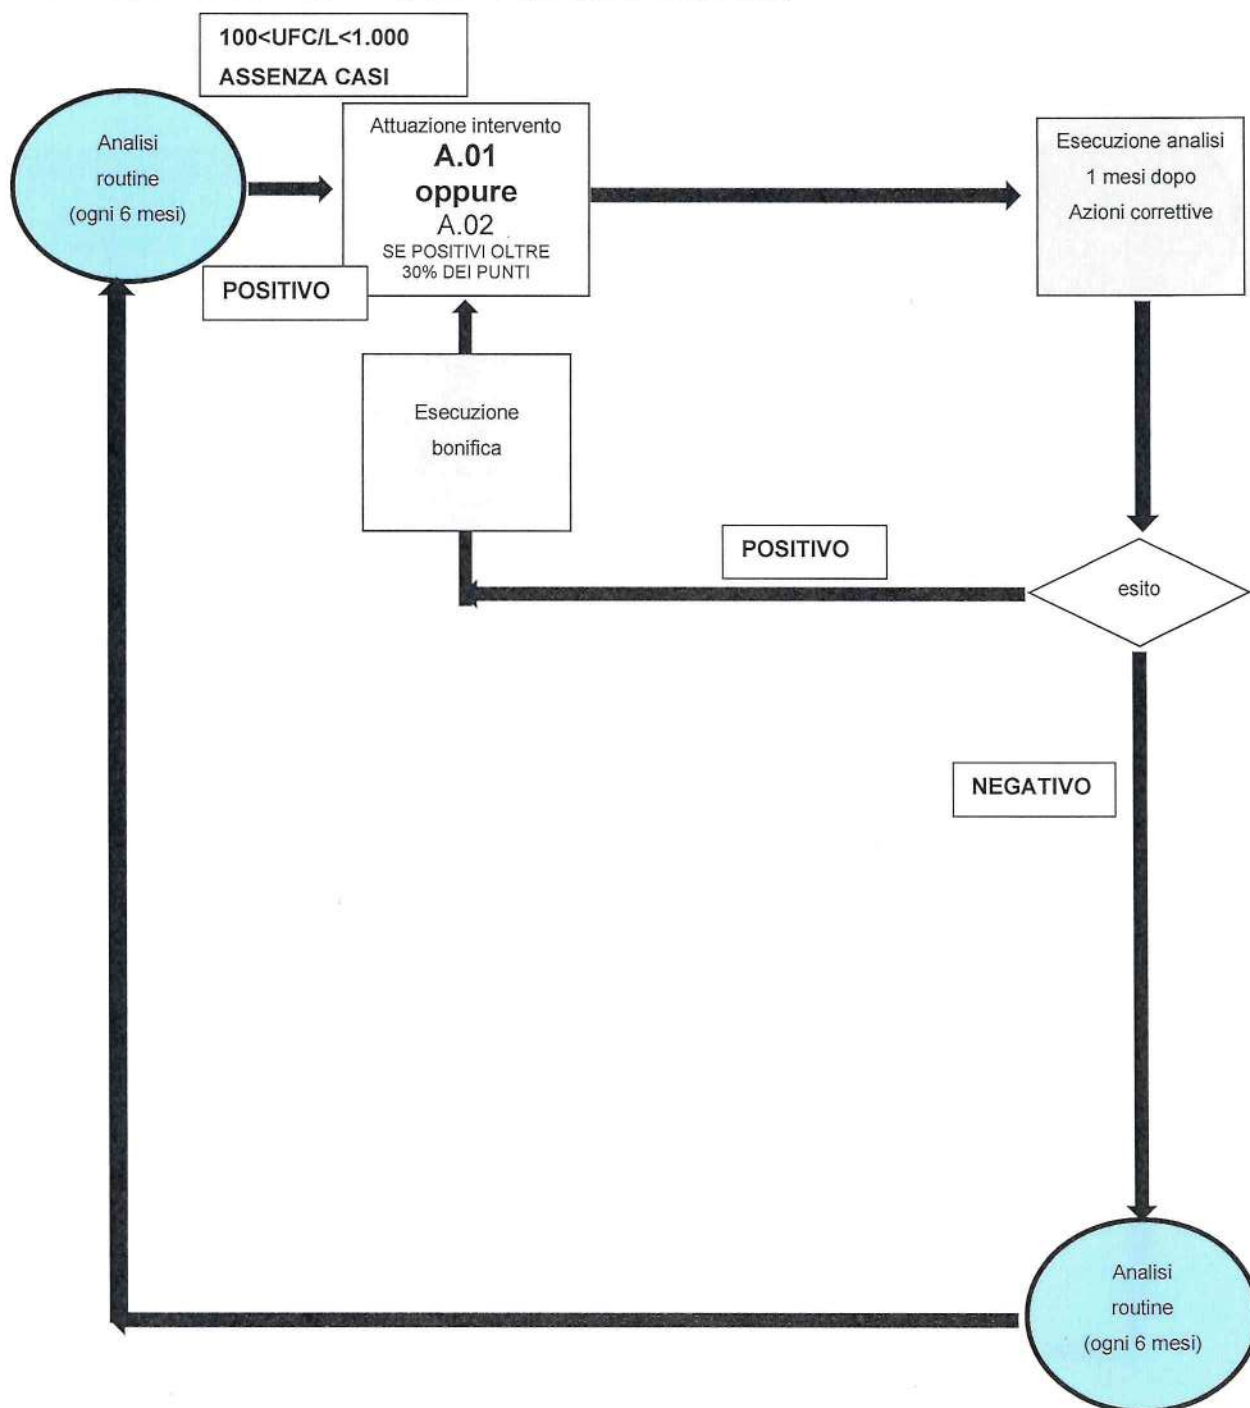 100<UFC/L<1.000
ASSENZA CASI
Analisi
routine
(ogni 6 mesi)
Attuazione intervento
A.01
oppure
A.02
SE POSITIVI OLTRE
30% DEI PUNTI
Esecuzione analisi
1 mesi dopo
Azioni correttive
POSITIVO
Esecuzione
bonifica
POSITIVO
esito
NEGATIVO
Analisi
routine
(ogni 6 mesi)